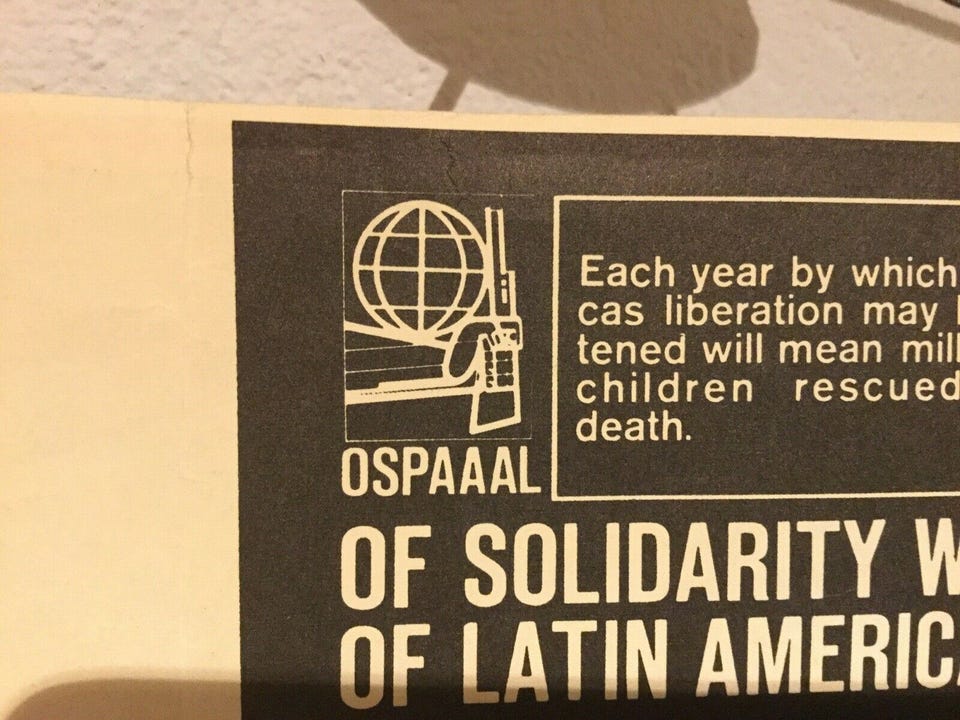 Each year by which
cas liberation may
tened will mean mill
children rescued
death.
OSPAAAL
OF SOLIDARITY W
OF LATIN AMERICA